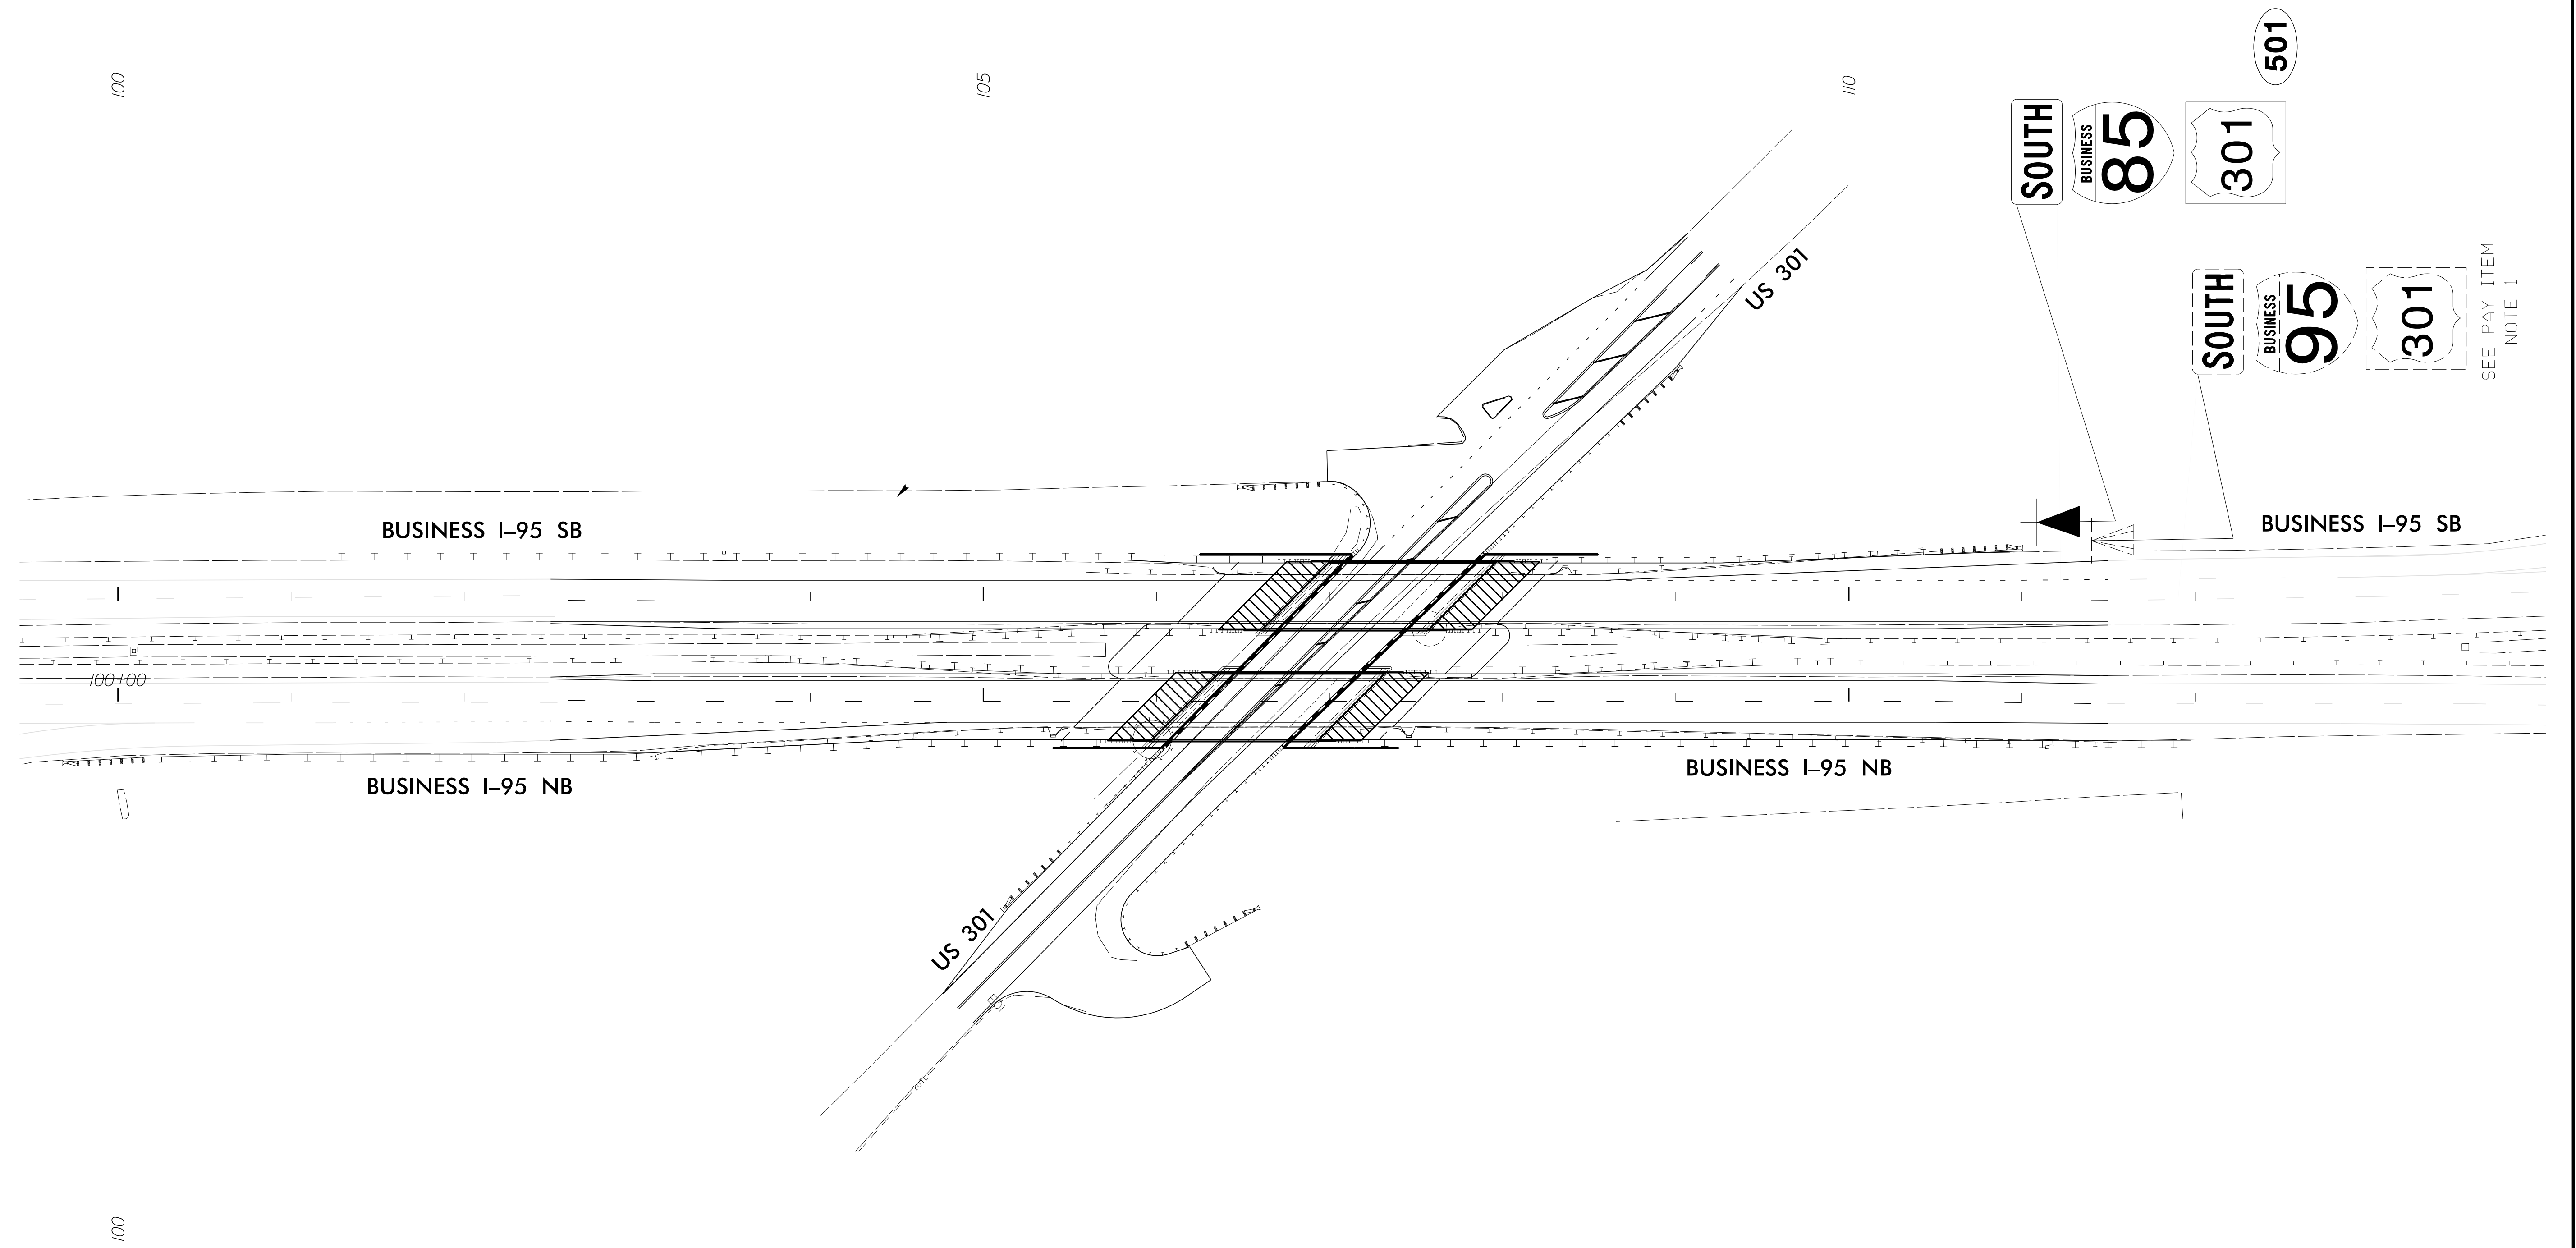 100
105
110
501
SOUTH
BUSINESS
85
301
SOUTH
BUSINESS
95
301
SEE PAY ITEM
NOTE 1
US 301
BUSINESS I-95 SB
BUSINESS I-95 SB
100+00
BUSINESS I-95 NB
BUSINESS I-95 NB
US 301
100